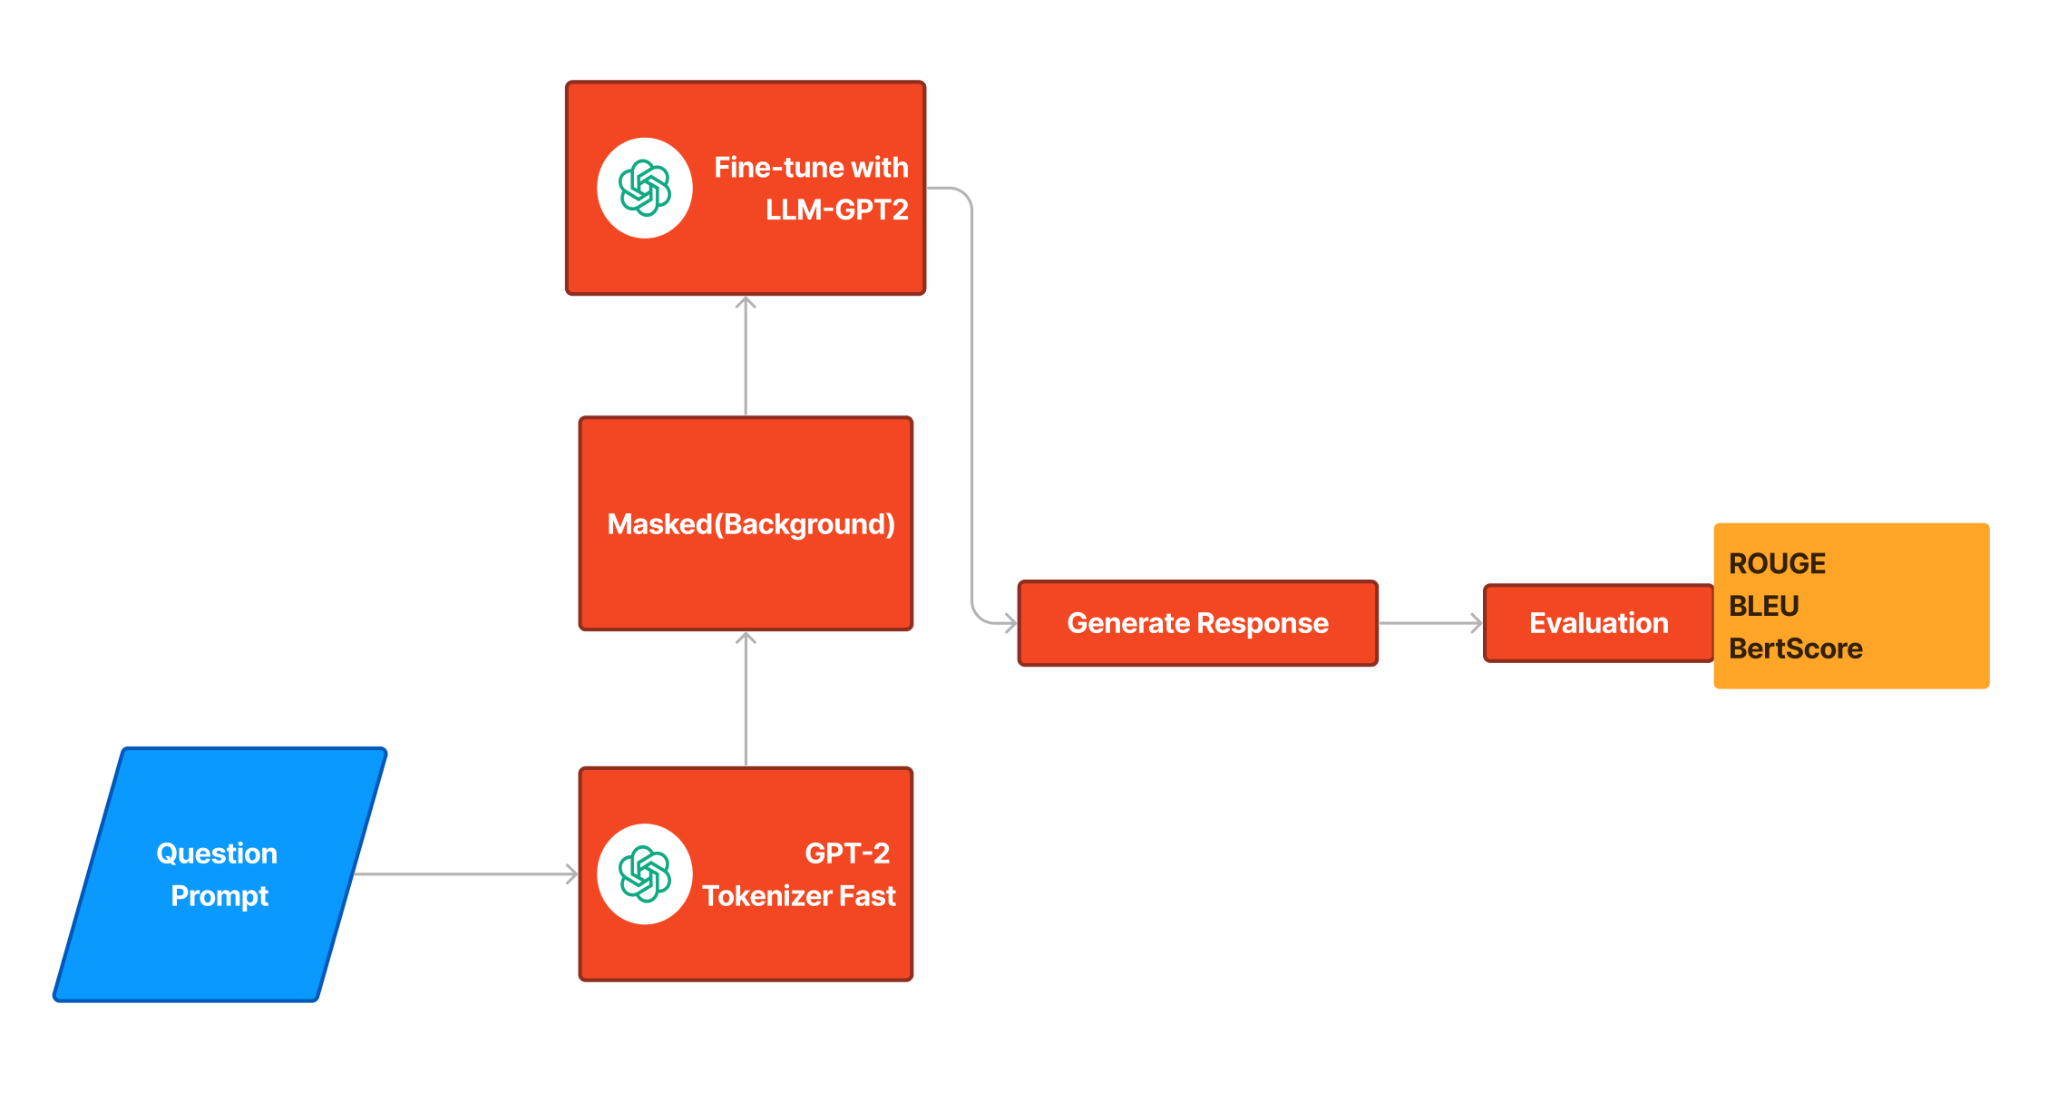 Fine-tune with
LLM-GPT2
Masked(Background)
Question
Prompt
GPT-2
Tokenizer Fast
Generate Response
Evaluation
ROUGE
BLEU
BertScore